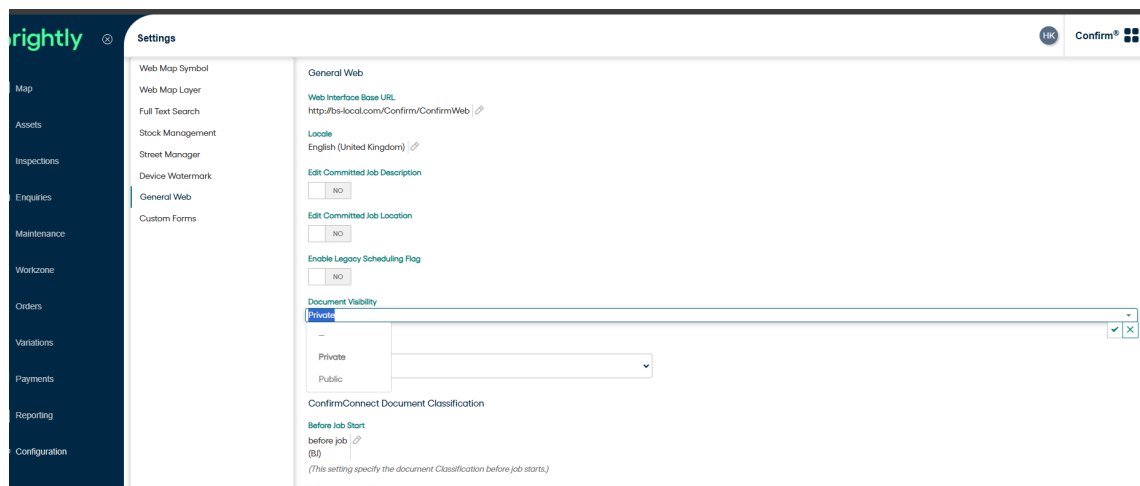 rightly
Settings
HK
Confirm®
Map
Assets
Inspections
Enquiries
Maintenance
Workzone
Orders
Variations
Payments
Reporting
Configuration
Web Map Symbol
Web Map Layer
Full Text Search
Stock Management
Street Manager
Device Watermark
General Web
Custom Forms
General Web
Web Interface Base URL
http://bs-local.com/Confirm/ConfirmWeb
Locale
English (United Kingdom)
Edit Committed Job Description
NO
Edit Committed Job Location
NO
Enable Legacy Scheduling Flag
NO
Document Visibility
Private
--
Private
Public
ConfirmConnect Document Classification
Before Job Start
before job
(BJ)
(This setting specify the document Classification before job starts.)